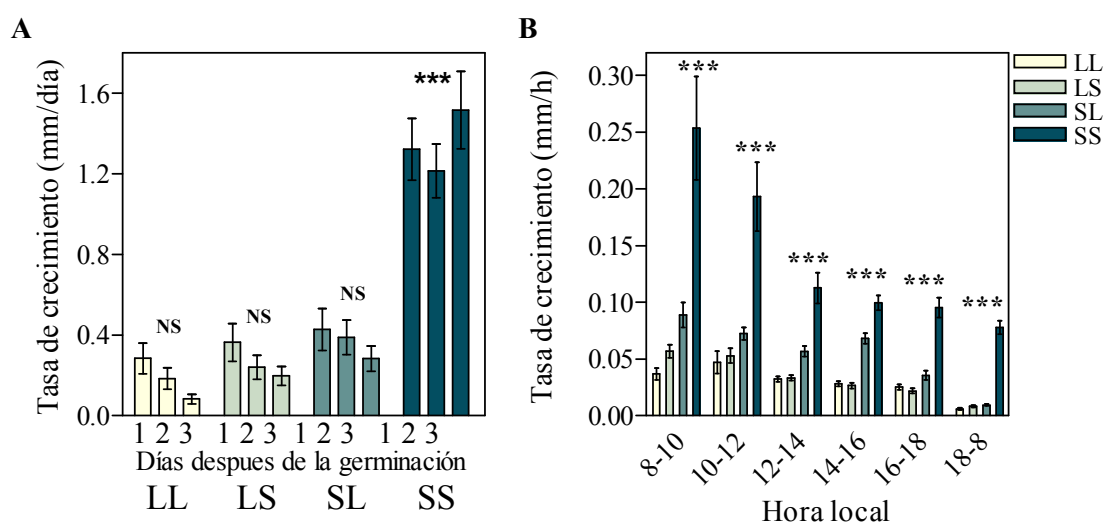 A
Tasa de crecimiento (mm/día)
1.6
1.2
0.8
0.4
0.0
NS
NS
NS
***
1 2 3 1 2 3 1 2 3 1 2 3
Días despues de la germinación
LL LS SL SS
B
Tasa de crecimiento (mm/h)
0.30
0.25
0.20
0.15
0.10
0.05
0.00
***
***
***
***
***
***
8-10
10-12
12-14
14-16
16-18
18-8
Hora local
LL
LS
SL
SS